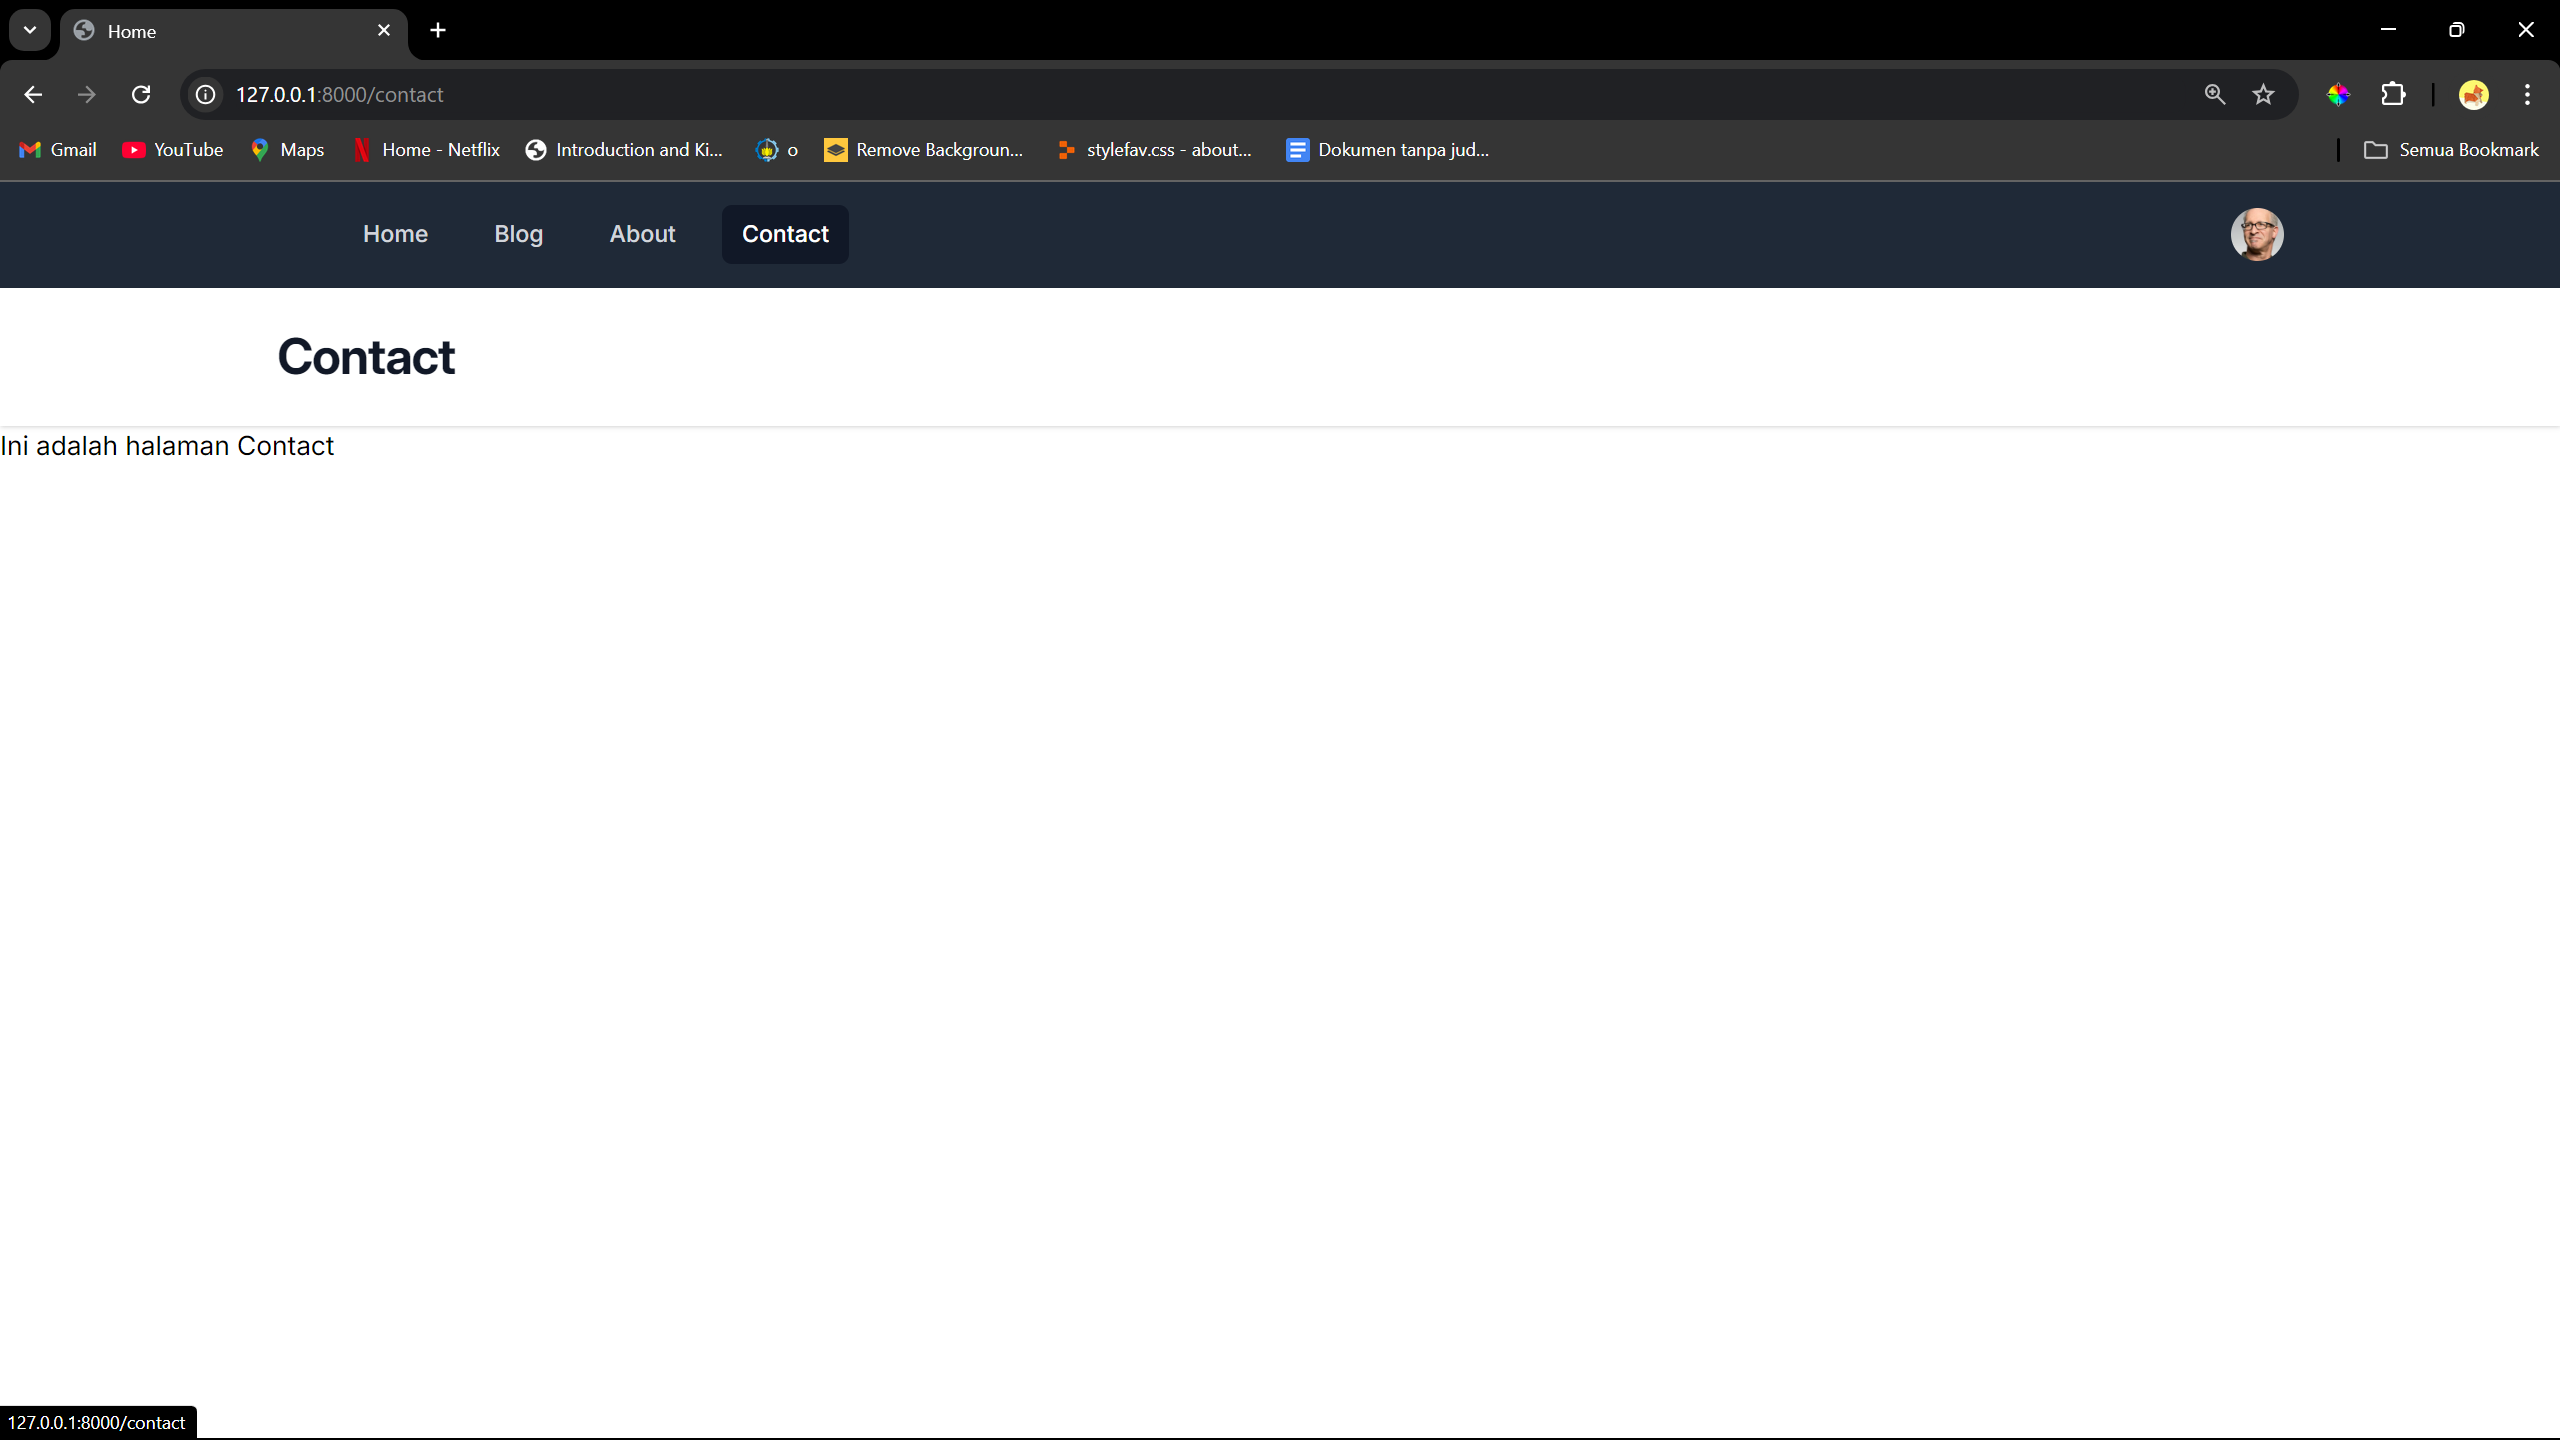 Home
127.0.0.1:8000/contact
Gmail YouTube Maps Home - Netflix Introduction and Ki... o Remove Backgroun... stylefav.css - about... Dokumen tanpa jud... Semua Bookmark
Home Blog About Contact
Contact
Ini adalah halaman Contact
127.0.0.1:8000/contact